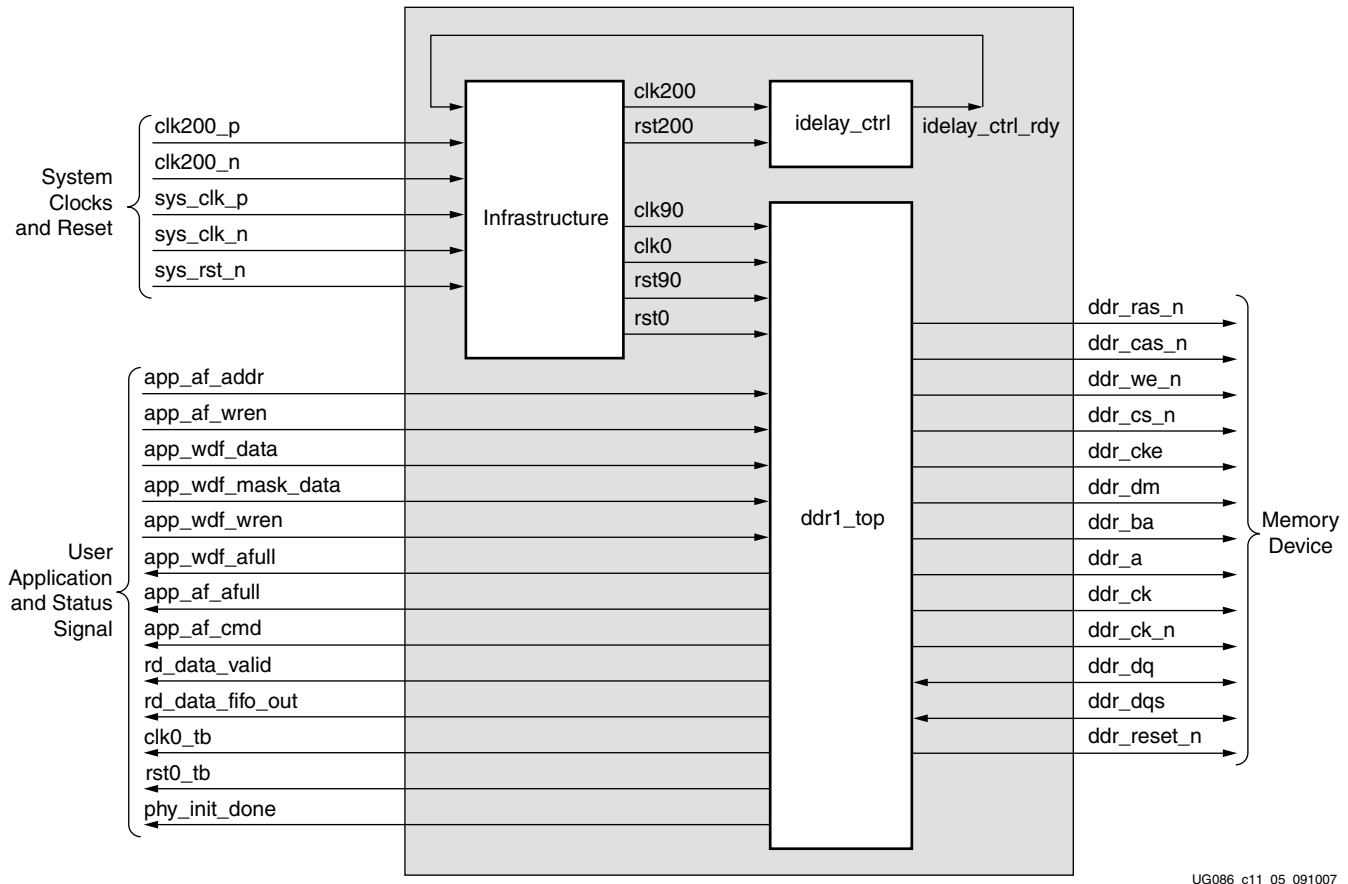 clk200_p
clk200_n
sys_clk_p
sys_clk_n
sys_rst_n
System
Clocks
and Reset
Infrastructure
clk200
rst200
idelay_ctrl
idelay_ctrl_rdy
clk90
clk0
rst90
rst0
app_af_addr
app_af_wren
app_wdf_data
app_wdf_mask_data
app_wdf_wren
app_wdf_afull
app_af_afull
app_af_cmd
rd_data_valid
rd_data_fifo_out
clk0_tb
rst0_tb
phy_init_done
User
Application
and Status
Signal
ddr1_top
ddr_ras_n
ddr_cas_n
ddr_we_n
ddr_cs_n
ddr_cke
ddr_dm
ddr_ba
ddr_a
ddr_ck
ddr_ck_n
ddr_dq
ddr_dqs
ddr_reset_n
Memory
Device
UG086_c11_05_091007